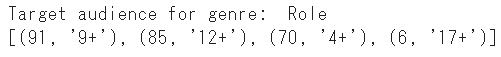 Target audience for genre:  Role
[(91, '9+'), (85, '12+'), (70, '4+'), (6, '17+')]